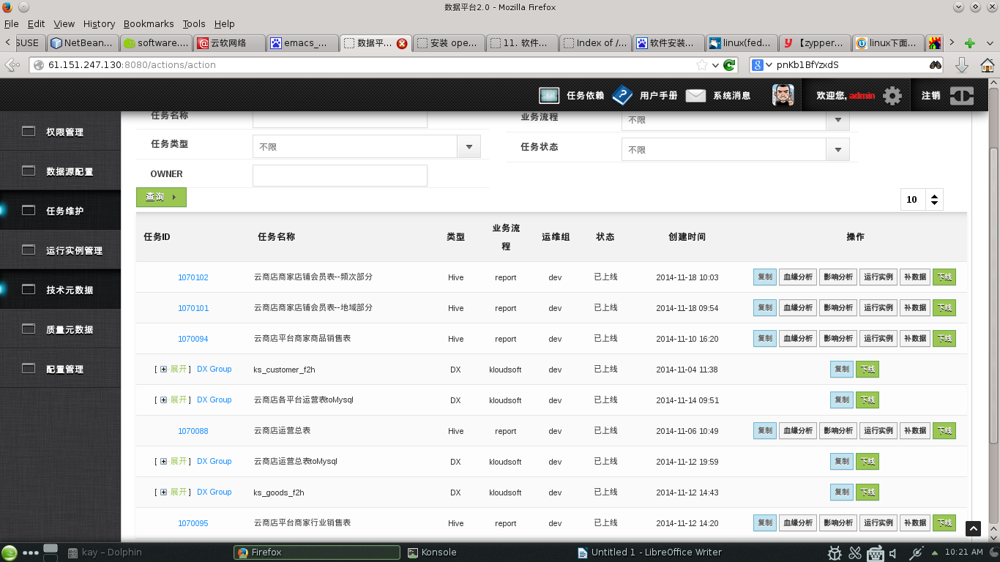 数据平台2.0 - Mozilla Firefox
File Edit View History Bookmarks Tools Help
SUSE NetBean... software.... 云软网络 emacs_... 数据平... 安装 ope... 11. 软件... Index of /... 软件安装... linux(fed... 【zypper... linux下面...
61.151.247.130:8080/actions/action pnKb1BfYzxdS
任务依赖 用户手册 系统消息 欢迎您, admin 注销
权限管理
数据源配置
任务维护
运行实例管理
技术元数据
质量元数据
配置管理
任务名称 业务流程 不限
任务类型 不限 任务状态 不限
OWNER
查询 10
任务ID 任务名称 类型 业务流程 运维组 状态 创建时间 操作
1070102 云商店商家店铺会员表--频次部分 Hive report dev 已上线 2014-11-18 10:03 复制 血缘分析 影响分析 运行实例 补数据 下线
1070101 云商店商家店铺会员表--地域部分 Hive report dev 已上线 2014-11-18 09:54 复制 血缘分析 影响分析 运行实例 补数据 下线
1070094 云商店平台商家商品销售表 Hive report dev 已上线 2014-11-10 16:20 复制 血缘分析 影响分析 运行实例 补数据 下线
[ 展开 ] DX Group ks_customer_f2h DX kloudsoft dev 已上线 2014-11-04 11:38 复制 下线
[ 展开 ] DX Group 云商店各平台运营表toMysql DX kloudsoft dev 已上线 2014-11-14 09:51 复制 下线
1070088 云商店运营总表 Hive report dev 已上线 2014-11-06 10:49 复制 血缘分析 影响分析 运行实例 补数据 下线
[ 展开 ] DX Group 云商店运营总表toMysql DX kloudsoft dev 已上线 2014-11-12 19:59 复制 下线
[ 展开 ] DX Group ks_goods_f2h DX kloudsoft dev 已上线 2014-11-12 14:43 复制 下线
1070095 云商店平台商家行业销售表 Hive report dev 已上线 2014-11-12 14:20 复制 血缘分析 影响分析 运行实例 补数据 下线
kay – Dolphin Firefox Konsole Untitled 1 - LibreOffice Writer 10:21 AM